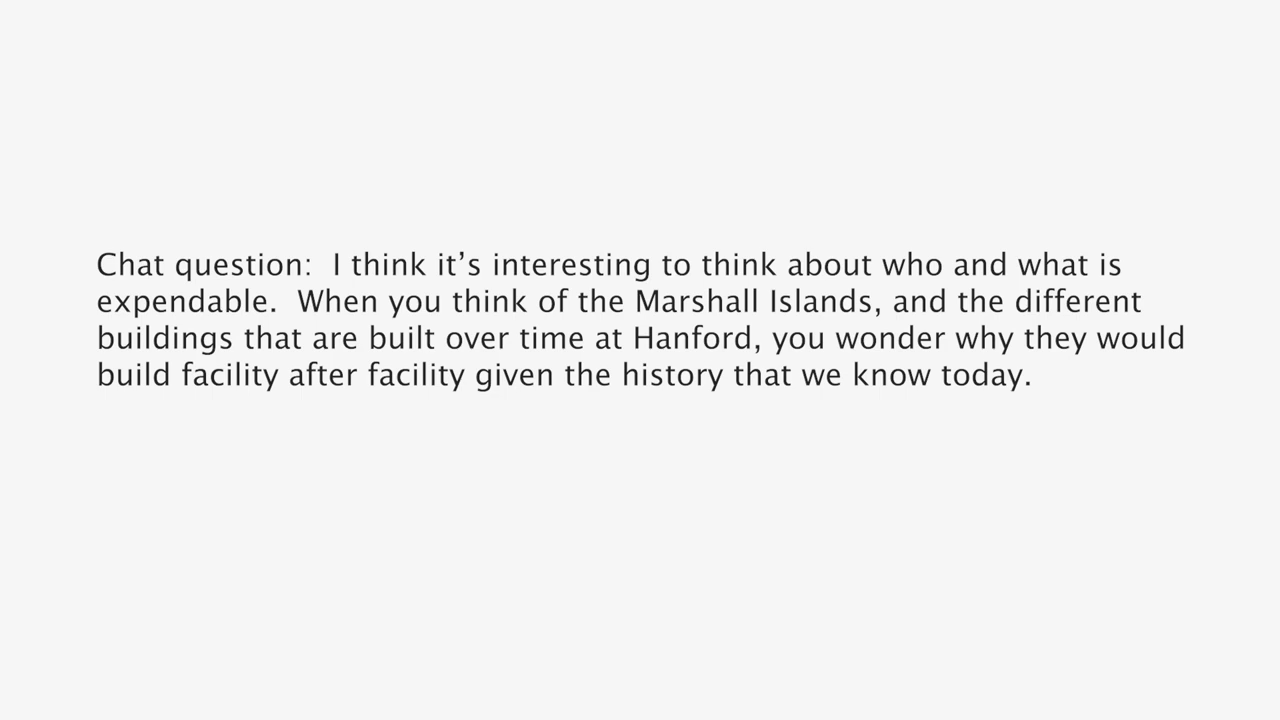 Chat question:  I think it’s interesting to think about who and what is
expendable.  When you think of the Marshall Islands, and the different
buildings that are built over time at Hanford, you wonder why they would
build facility after facility given the history that we know today.